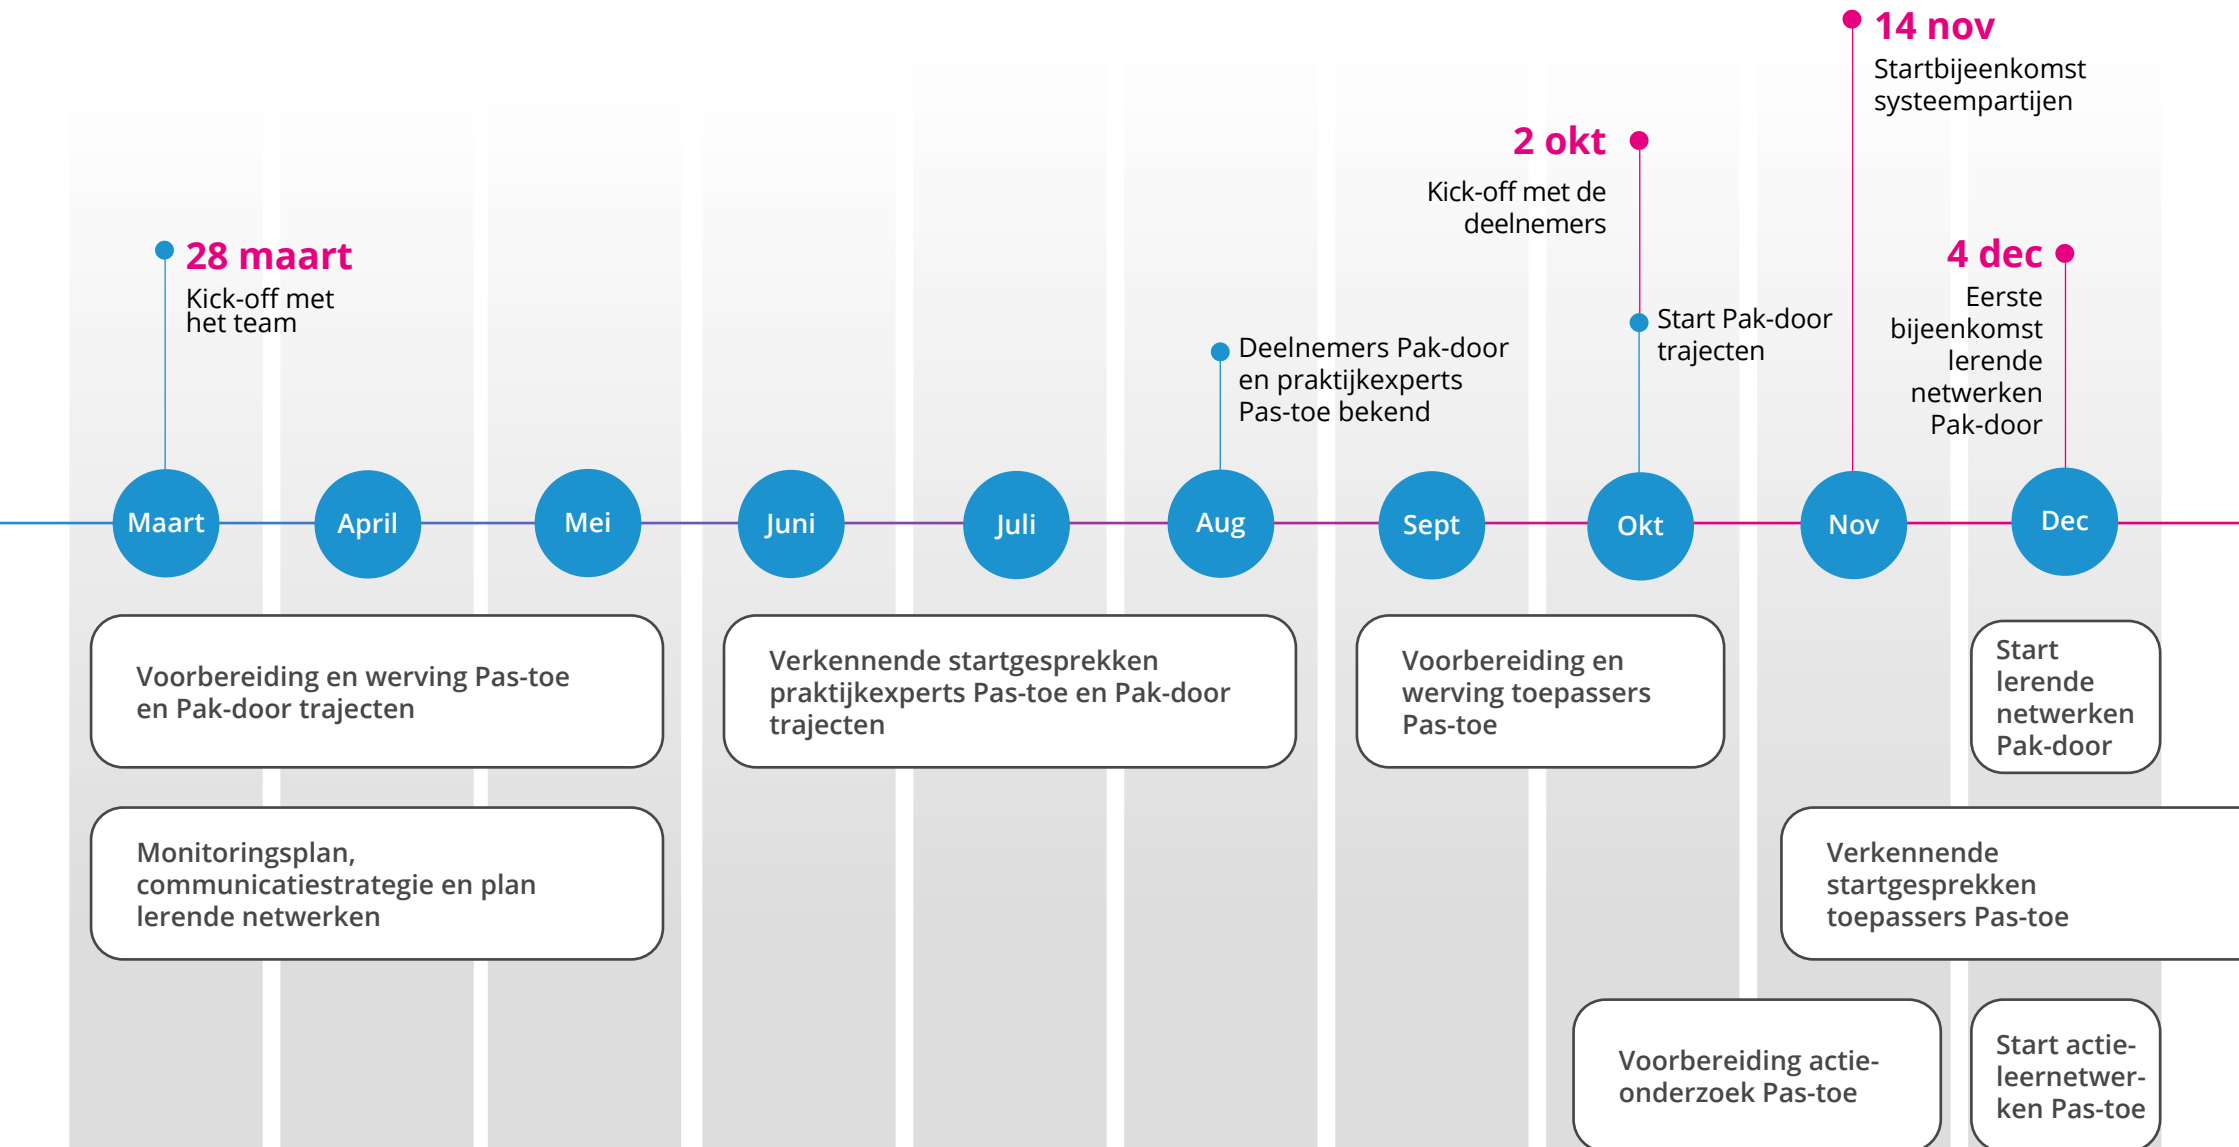 14 nov
Startbijeenkomst
systeempartijen
2 okt
Kick-off met de
deelnemers
28 maart
Kick-off met
het team
4 dec
Eerste
bijeenkomst
lerende
netwerken
Pak-door
Start Pak-door
trajecten
Deelnemers Pak-door
en praktijkexperts
Pas-toe bekend
Maart
April
Mei
Juni
Juli
Aug
Sept
Okt
Nov
Dec
Voorbereiding en werving Pas-toe
en Pak-door trajecten
Verkennende startgesprekken
praktijkexperts Pas-toe en Pak-door
trajecten
Voorbereiding en
werving toepassers
Pas-toe
Start
lerende
netwerken
Pak-door
Monitoringsplan,
communicatiestrategie en plan
lerende netwerken
Verkennende
startgesprekken
toepassers Pas-toe
Voorbereiding actie-
onderzoek Pas-toe
Start actie-
leernetwer-
ken Pas-toe